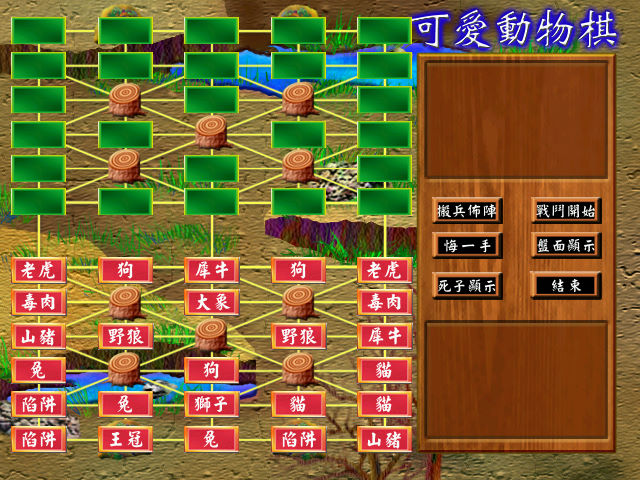 可愛動物棋
搬兵佈陣 戰鬥開始
悔一手 盤面顯示
死子顯示 結束
老虎 狗 犀牛 狗 老虎
毒肉 大象 毒肉
山豬 野狼 野狼 犀牛
兔 狗 貓
陷阱 兔 獅子 貓 貓
陷阱 王冠 兔 陷阱 山豬